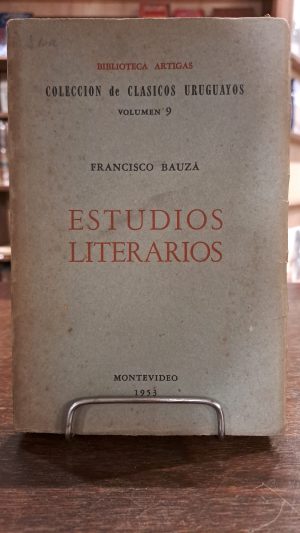 BIBLIOTECA ARTIGAS
COLECCION de CLASICOS URUGUAYOS
VOLUMEN 9
FRANCISCO BAUZÁ
ESTUDIOS
LITERARIOS
MONTEVIDEO
1953